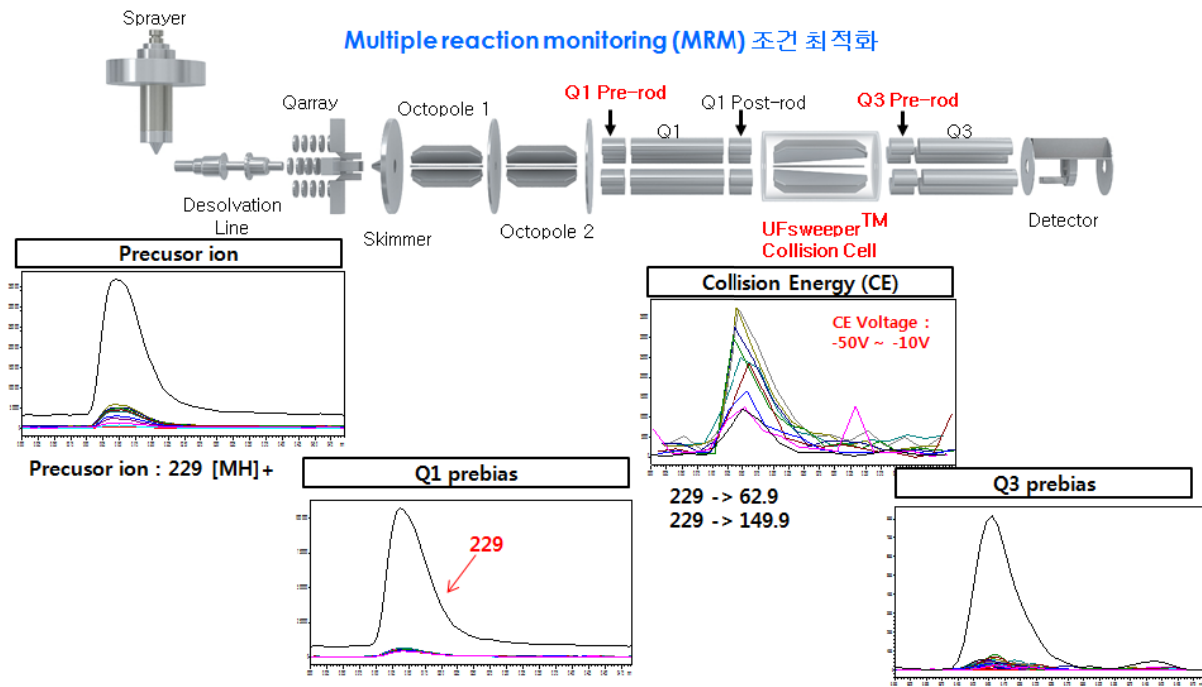 Sprayer
Multiple reaction monitoring (MRM) 조건 최적화
Qarray
Octopole 1
Q1 Pre-rod
Q1 Post-rod
Q3 Pre-rod
Q1
Q3
Desolvation
Line
Skimmer
Octopole 2
UFsweeper™
Collision Cell
Detector
Precusor ion
Collision Energy (CE)
CE Voltage :
-50V ~ -10V
Precusor ion : 229 [MH]+
Q1 prebias
229
229 -> 62.9
229 -> 149.9
Q3 prebias